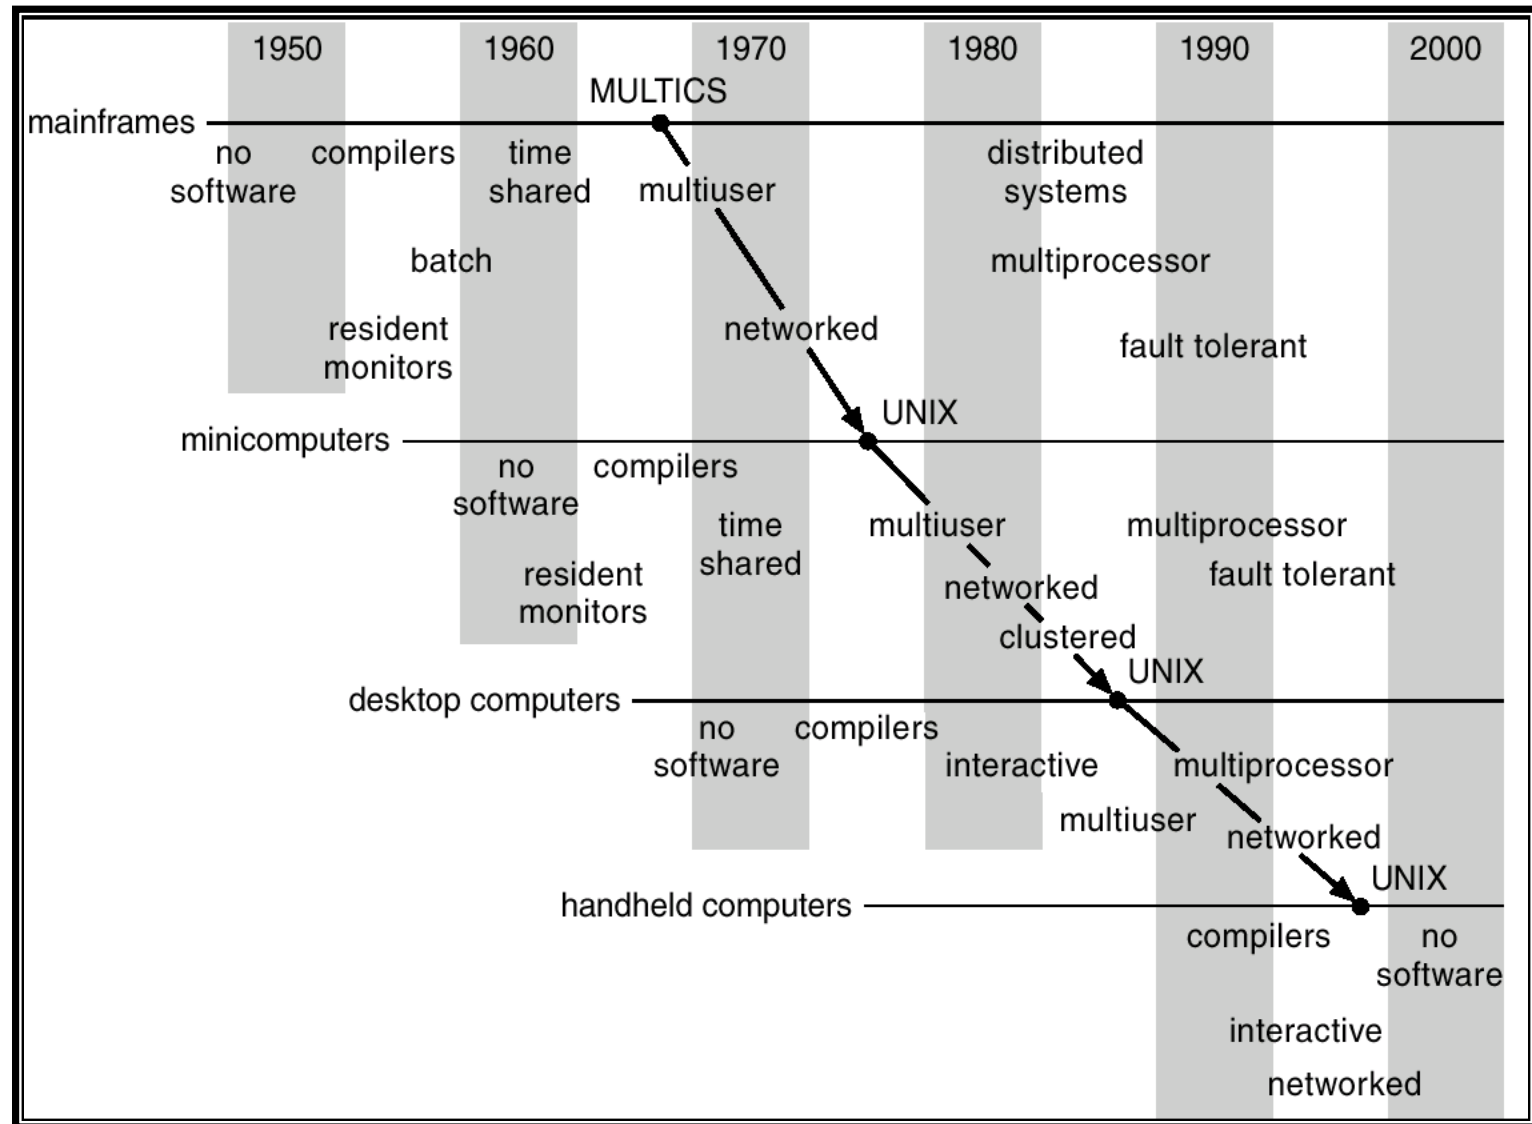 1950 1960 1970 1980 1990 2000
MULTICS
mainframes
no compilers time distributed
software shared multiuser systems
batch multiprocessor
resident networked
monitors fault tolerant
UNIX
minicomputers
no compilers
software
time multiuser multiprocessor
shared
resident fault tolerant
monitors networked
clustered
UNIX
desktop computers
no compilers
software interactive multiprocessor
multiuser
networked
UNIX
handheld computers
compilers no
software
interactive
networked